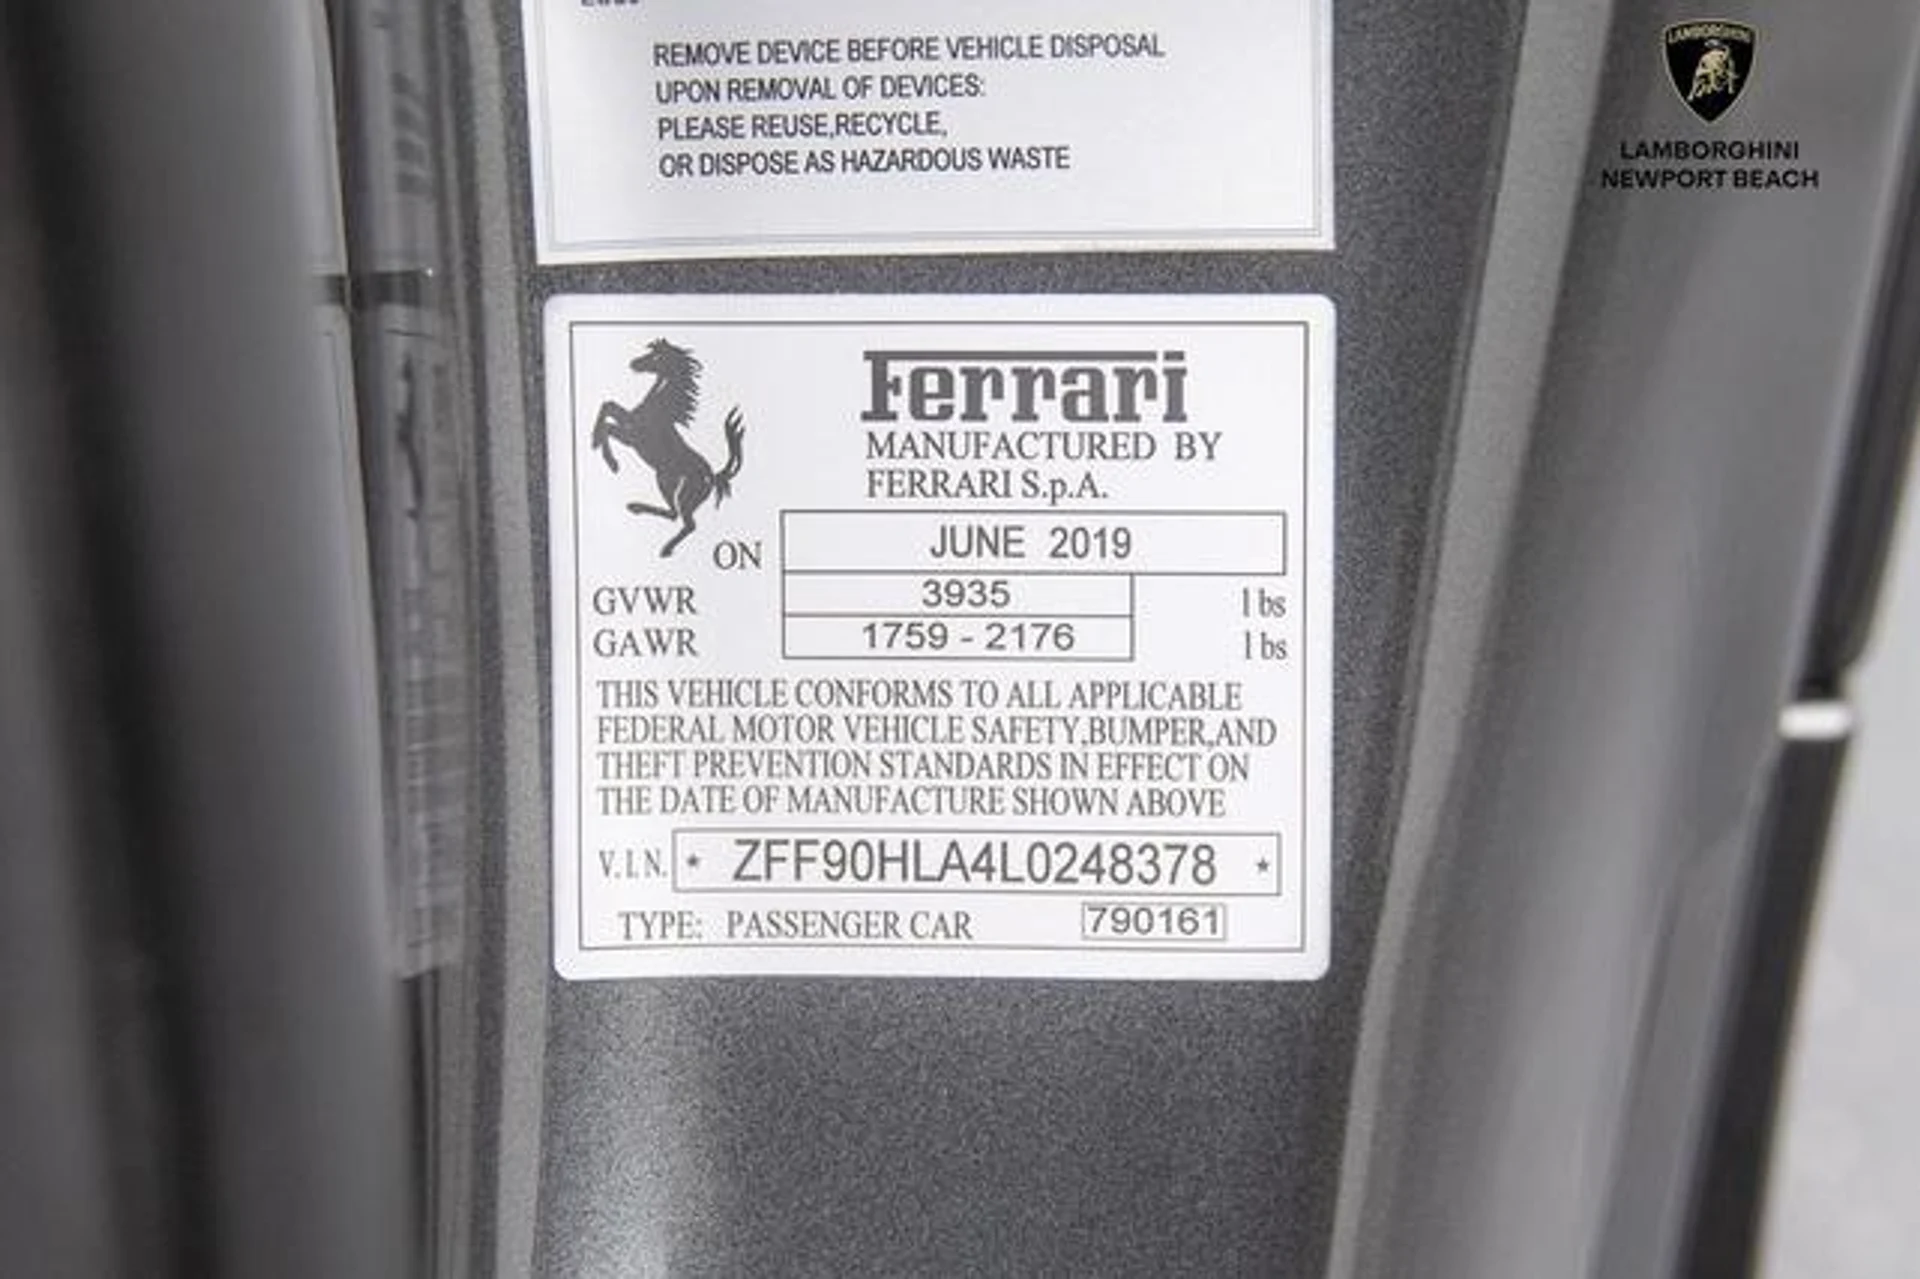 REMOVE DEVICE BEFORE VEHICLE DISPOSAL
UPON REMOVAL OF DEVICES:
PLEASE REUSE,RECYCLE,
OR DISPOSE AS HAZARDOUS WASTE
LAMBORGHINI
LAMBORGHINI
NEWPORT BEACH
Ferrari
MANUFACTURED BY
FERRARI S.p.A.
ON JUNE 2019
GVWR 3935 lbs
GAWR 1759 - 2176 lbs
THIS VEHICLE CONFORMS TO ALL APPLICABLE
FEDERAL MOTOR VEHICLE SAFETY,BUMPER,AND
THEFT PREVENTION STANDARDS IN EFFECT ON
THE DATE OF MANUFACTURE SHOWN ABOVE
V.I.N. * ZFF90HLA4L0248378 *
TYPE: PASSENGER CAR 790161